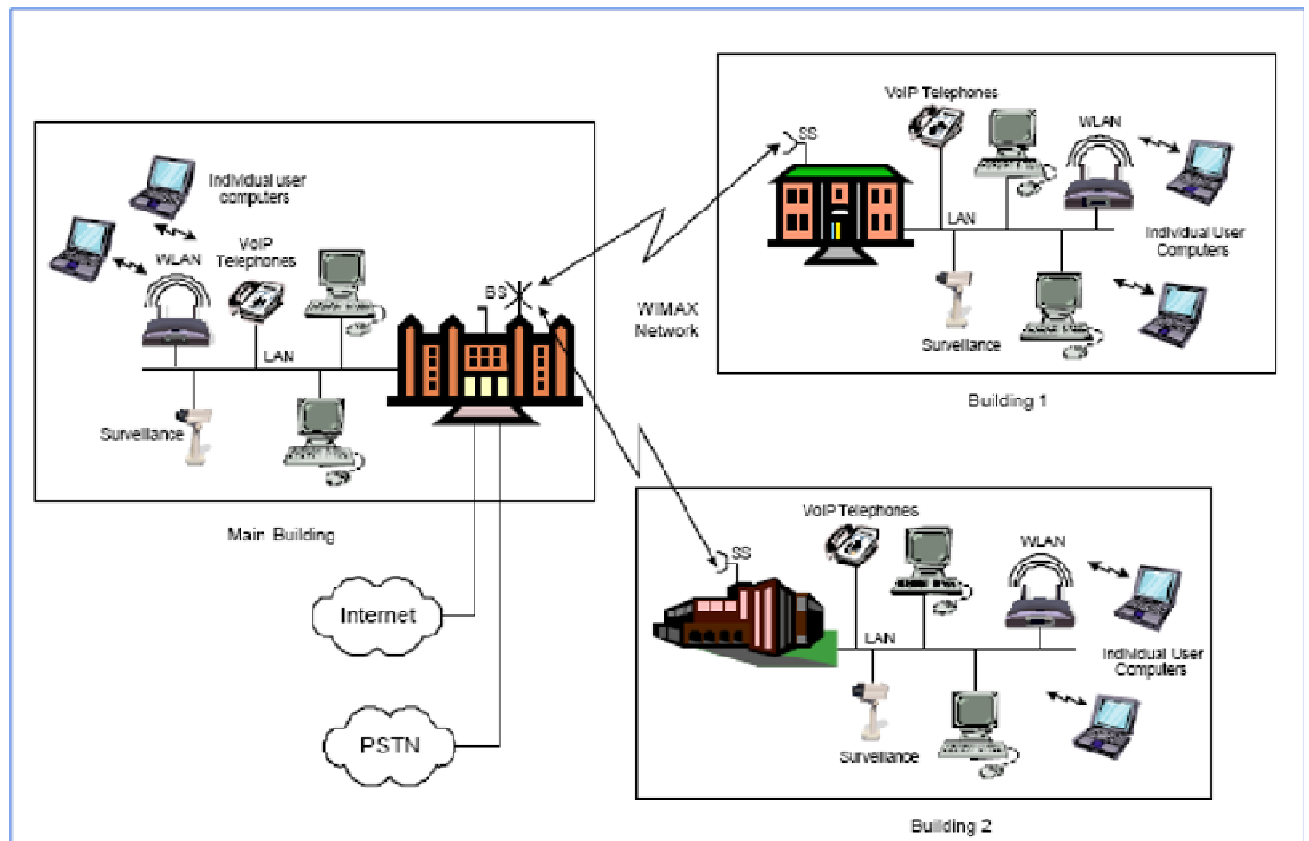 Individual user
computers
WLAN
VoIP
Telephones
BS
LAN
Surveillance
Main Building
Internet
PSTN
WIMAX
Network
VoIP Telephones
SS
WLAN
LAN
Individual User
Computers
Surveillance
Building 1
VoIP Telephones
SS
WLAN
LAN
Individual User
Computers
Surveillance
Building 2